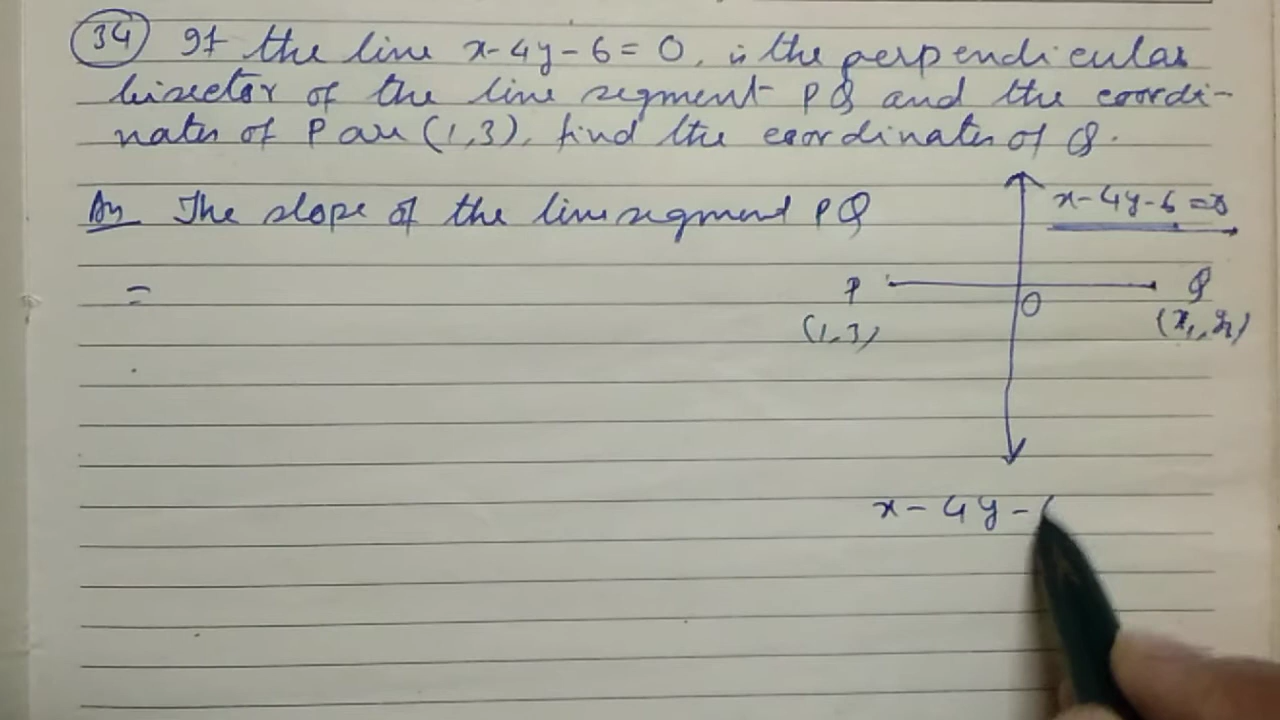 34 If the line x-4y-6=0, is the perpendicular
bisector of the line segment PQ and the coordi-
nates of P are (1,3), find the coordinates of Q.
Ans The slope of the line segment PQ
=
x-4y-6=0
P
Q
O
(1,3)
(x₁,y₁)
x-4y-6